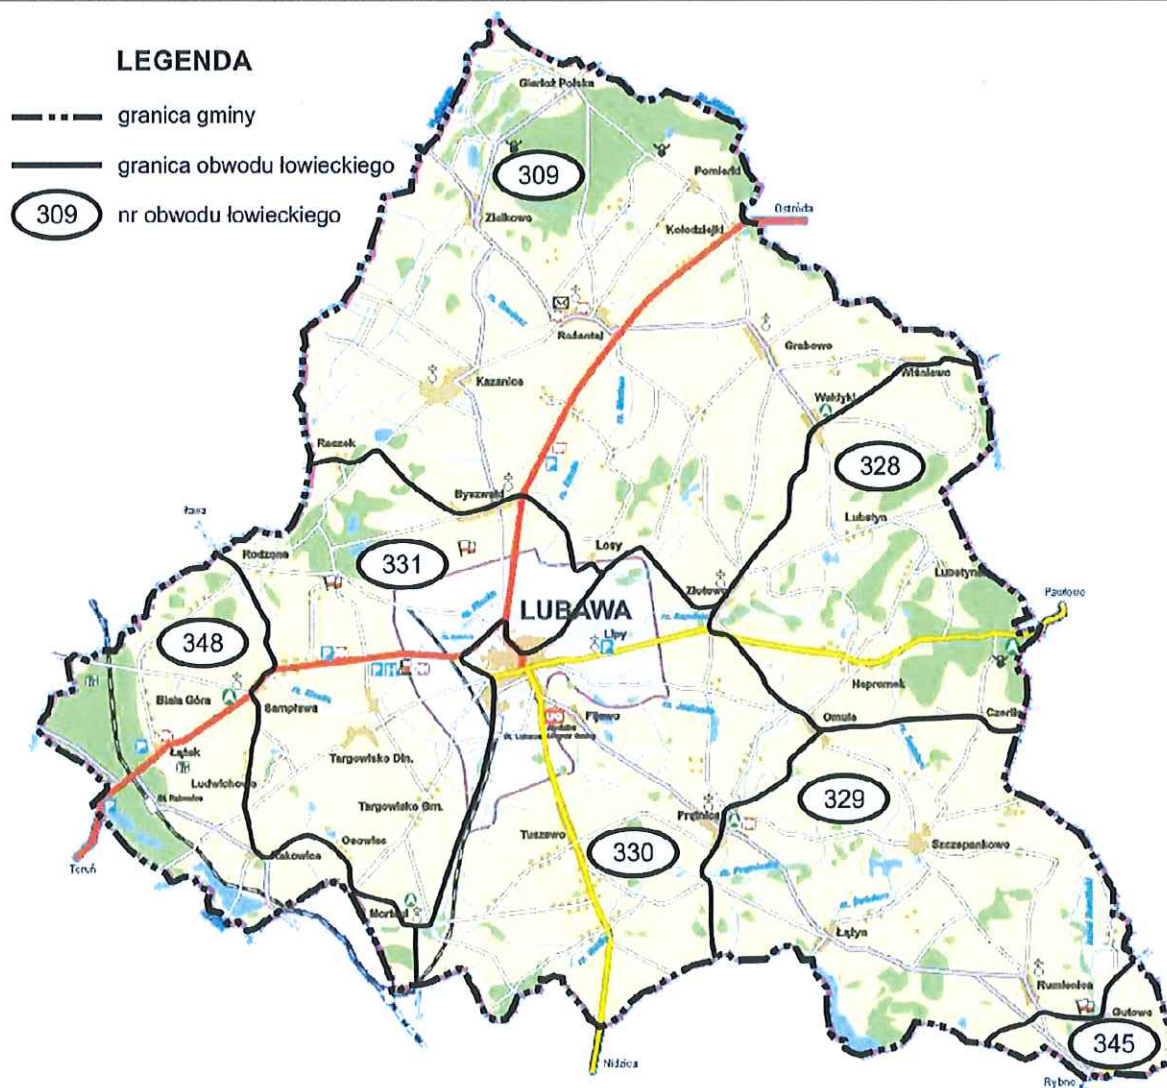 LEGENDA
granica gminy
granica obwodu łowieckiego
309 nr obwodu łowieckiego
Gierłoż Polska
309
Pomierki
Ostróda
Zielkowo
Kołodziejki
Rożental
Grabowo
Kazanice
Wiśniewo
Wałdyki
Raczek
328
Byszwałd
Iława
Lubstyn
Rodzone
331
Losy
Lubstynek
Złotowo
Pawłowo
LUBAWA
348
Lipy
Biała Góra
Sampława
Napromek
Fijewo
Omule
Czerlin
Łątek
Targowisko Dln.
Ludwichowo
329
Targowisko Grn.
Prątnica
Tuszewo
330
Szczepankowo
Osowiec
Rakowice
Toruń
Mortęgi
Łążyn
Rumienica
Gutowo
345
Nidzica
Rybno